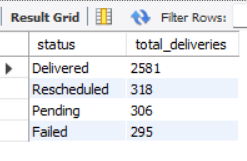 Result Grid Filter Rows:
status total_deliveries
Delivered 2581
Rescheduled 318
Pending 306
Failed 295